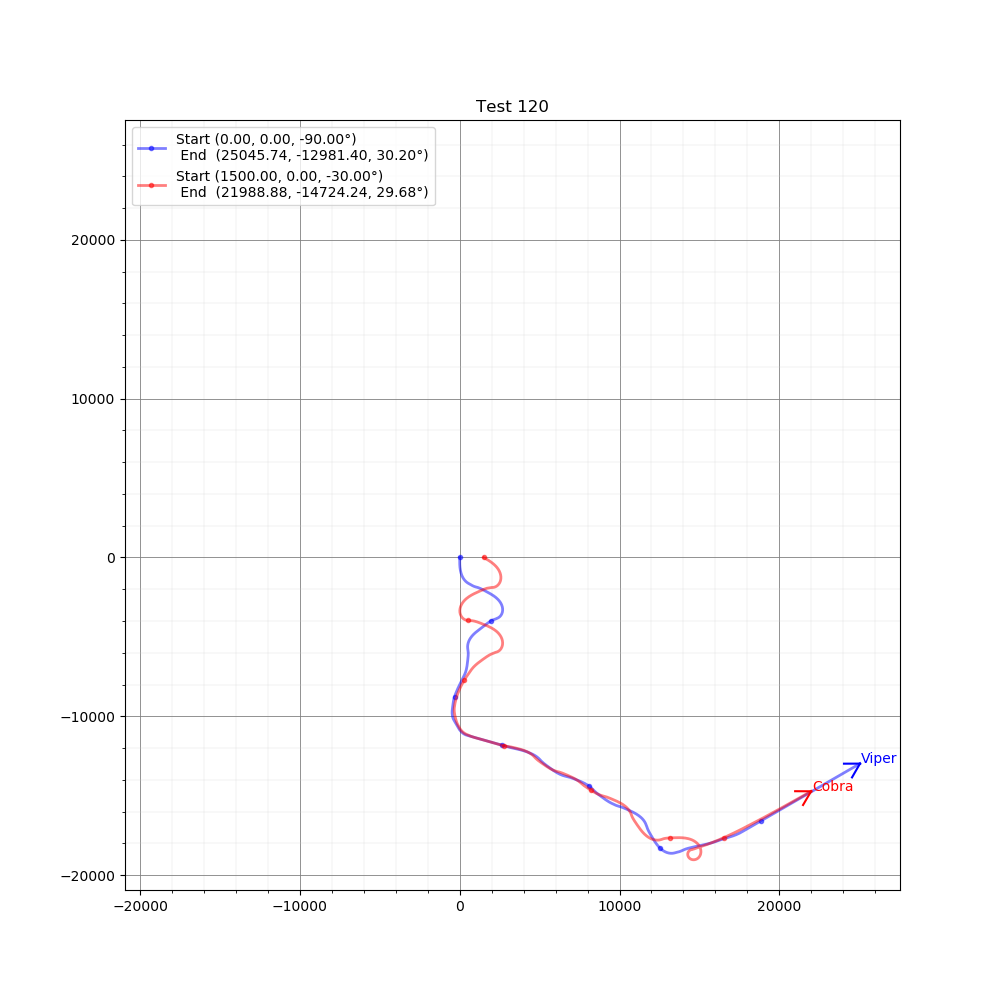 Test 120
Start (0.00, 0.00, -90.00°)
End  (25045.74, -12981.40, 30.20°)
Start (1500.00, 0.00, -30.00°)
End  (21988.88, -14724.24, 29.68°)
20000
10000
0
−10000
−20000
Viper
Cobra
−20000 −10000 0 10000 20000